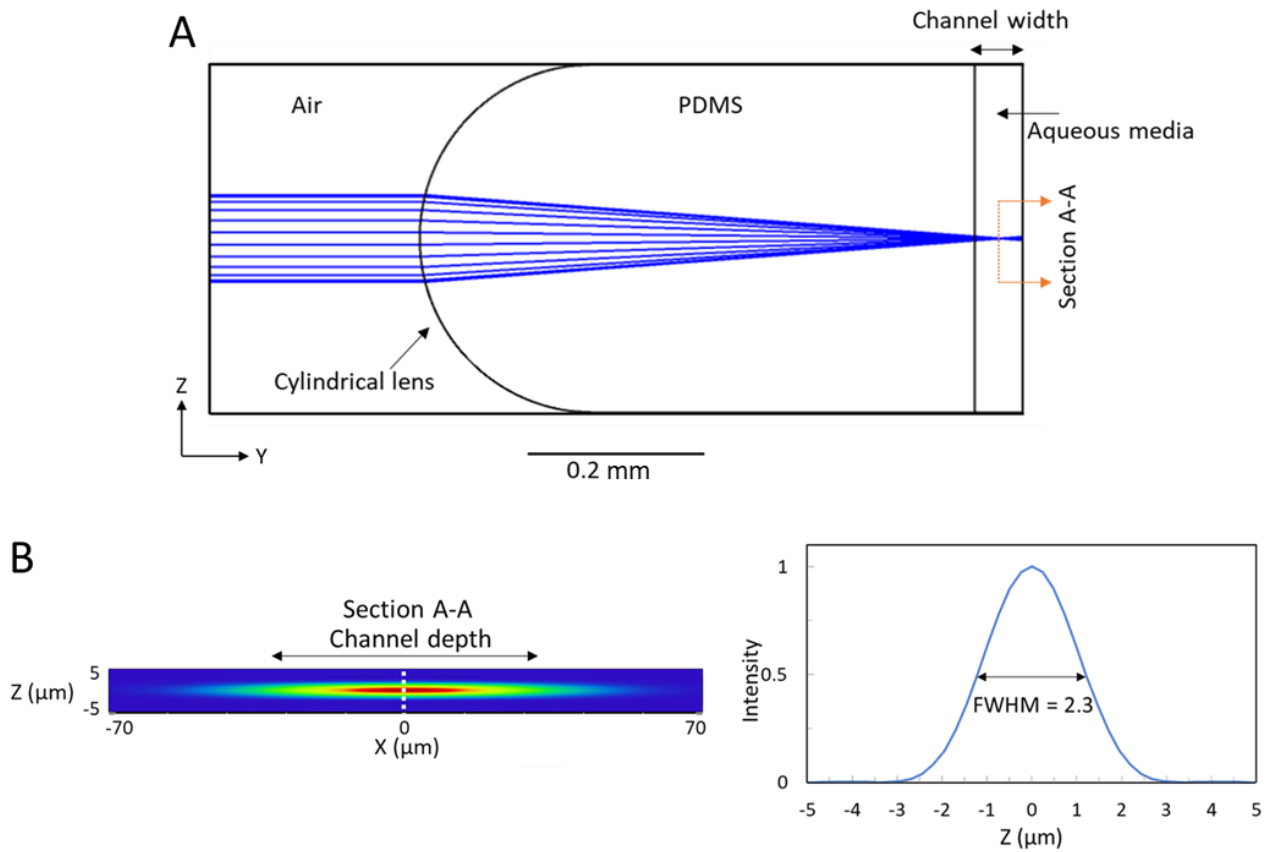 A
Channel width
Air
PDMS
Aqueous media
Section A-A
Cylindrical lens
Z
Y
0.2 mm
B
Section A-A
Channel depth
Z (µm)
5
-5
-70
0
70
X (µm)
Intensity
1
0.5
0
FWHM = 2.3
-5 -4 -3 -2 -1 0 1 2 3 4 5
Z (µm)